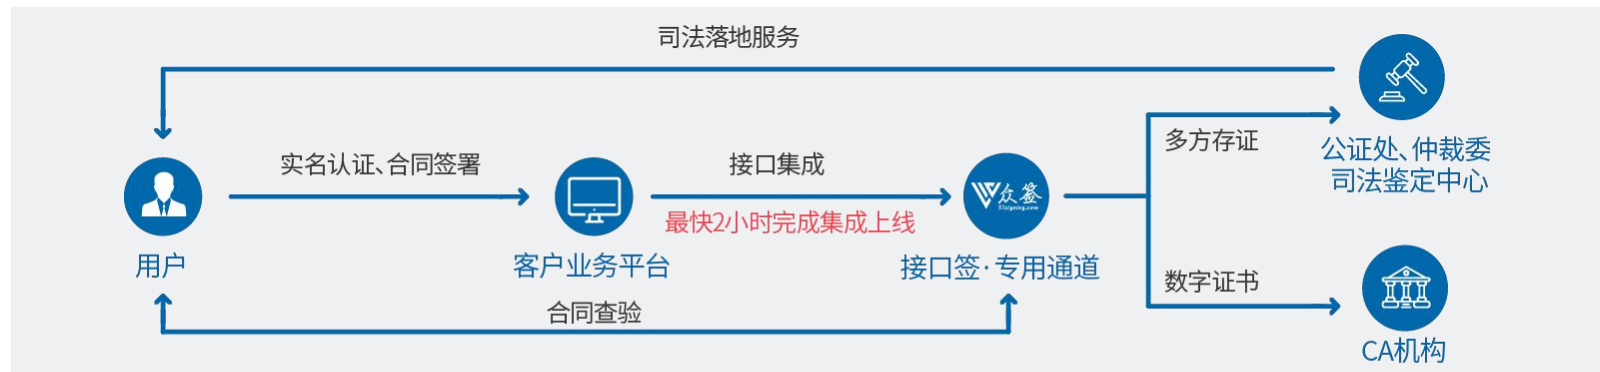 司法落地服务
多方存证
公证处、仲裁委
司法鉴定中心
实名认证、合同签署
接口集成
最快2小时完成集成上线
众签
51signing.com
用户
客户业务平台
接口签·专用通道
数字证书
合同查验
CA机构